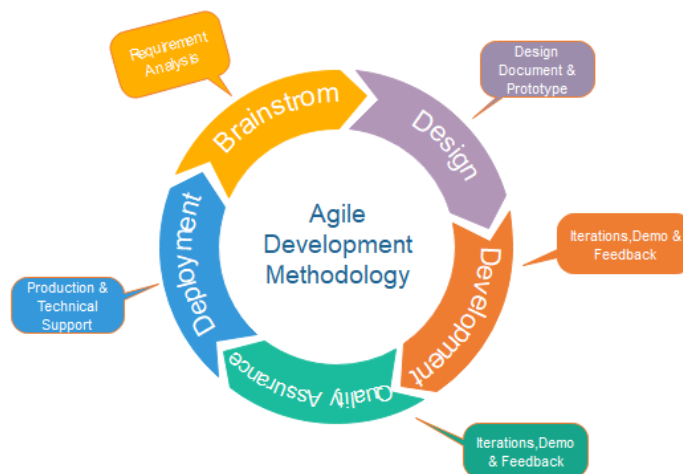 Requirement
Analysis
Brainstrom
Design
Document &
Prototype
Design
Agile
Development
Methodology
Iterations,Demo &
Feedback
Development
Production &
Technical
Support
Deployment
Quality Assurance
Iterations,Demo
& Feedback